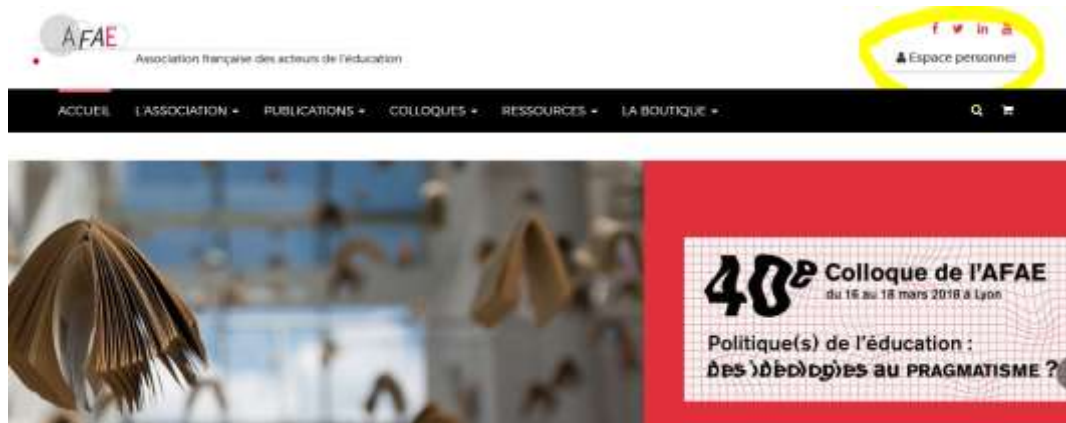 AFAE
Association française des acteurs de l'éducation
Espace personnel
ACCUEIL L'ASSOCIATION PUBLICATIONS COLLOQUES RESSOURCES LA BOUTIQUE
40e Colloque de l'AFAE
du 16 au 18 mars 2018 à Lyon
Politique(s) de l'éducation :
Des idéologies au PRAGMATISME ?